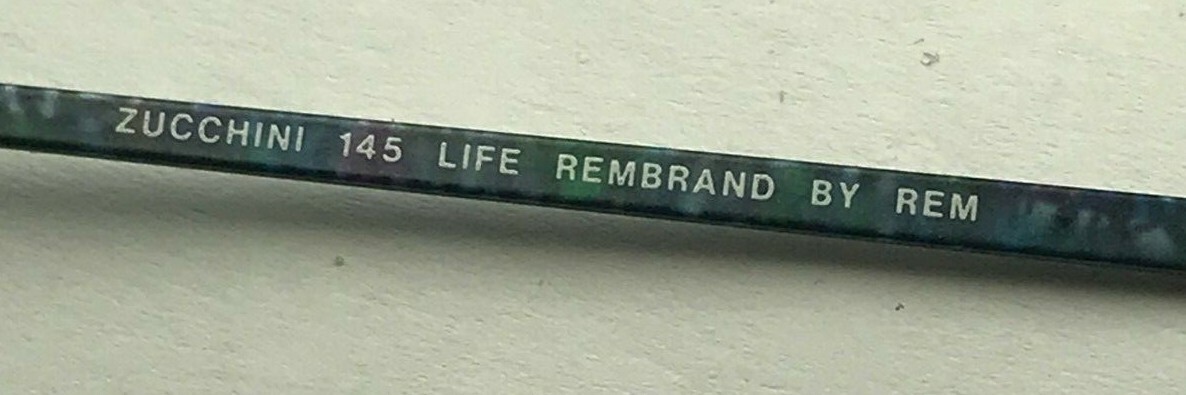 ZUCCHINI 145 LIFE REMBRAND BY REM